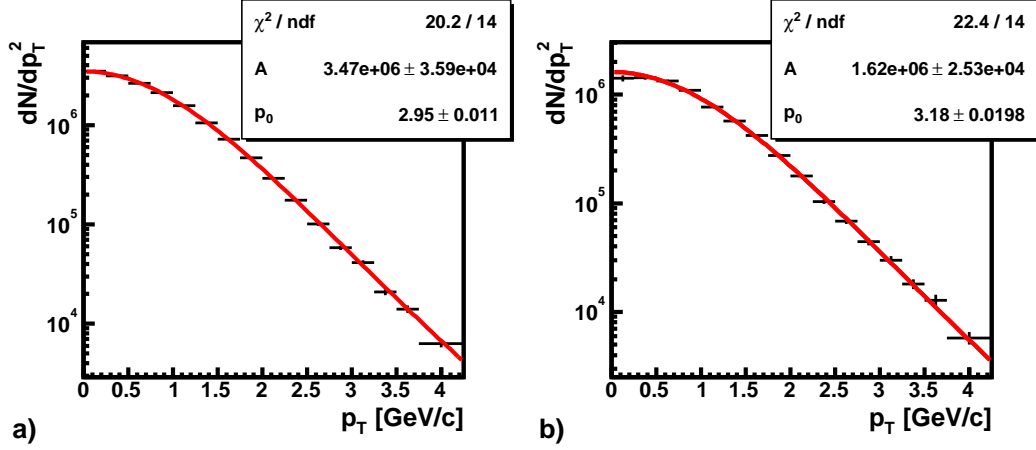 χ² / ndf 20.2 / 14
A 3.47e+06 ± 3.59e+04
p₀ 2.95 ± 0.011
dN/dp_T²
10⁶
10⁵
10⁴
0 0.5 1 1.5 2 2.5 3 3.5 4
p_T [GeV/c]
a)
χ² / ndf 22.4 / 14
A 1.62e+06 ± 2.53e+04
p₀ 3.18 ± 0.0198
dN/dp_T²
10⁶
10⁵
10⁴
0 0.5 1 1.5 2 2.5 3 3.5 4
p_T [GeV/c]
b)